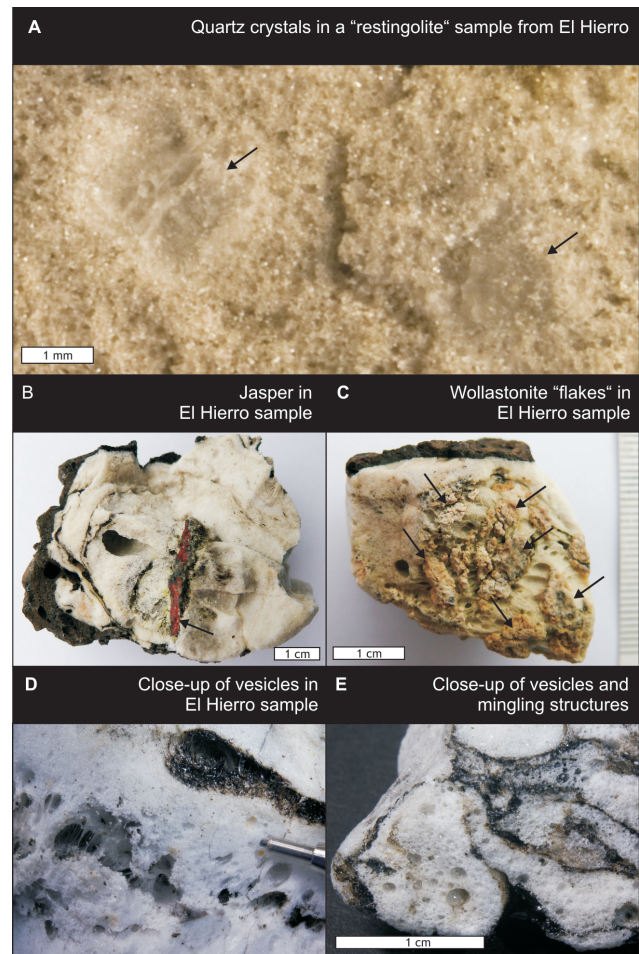 A
Quartz crystals in a “restingolite“ sample from El Hierro
1 mm
B
Jasper in
El Hierro sample
1 cm
C
Wollastonite “flakes“ in
El Hierro sample
1 cm
D
Close-up of vesicles in
El Hierro sample
E
Close-up of vesicles and
mingling structures
1 cm